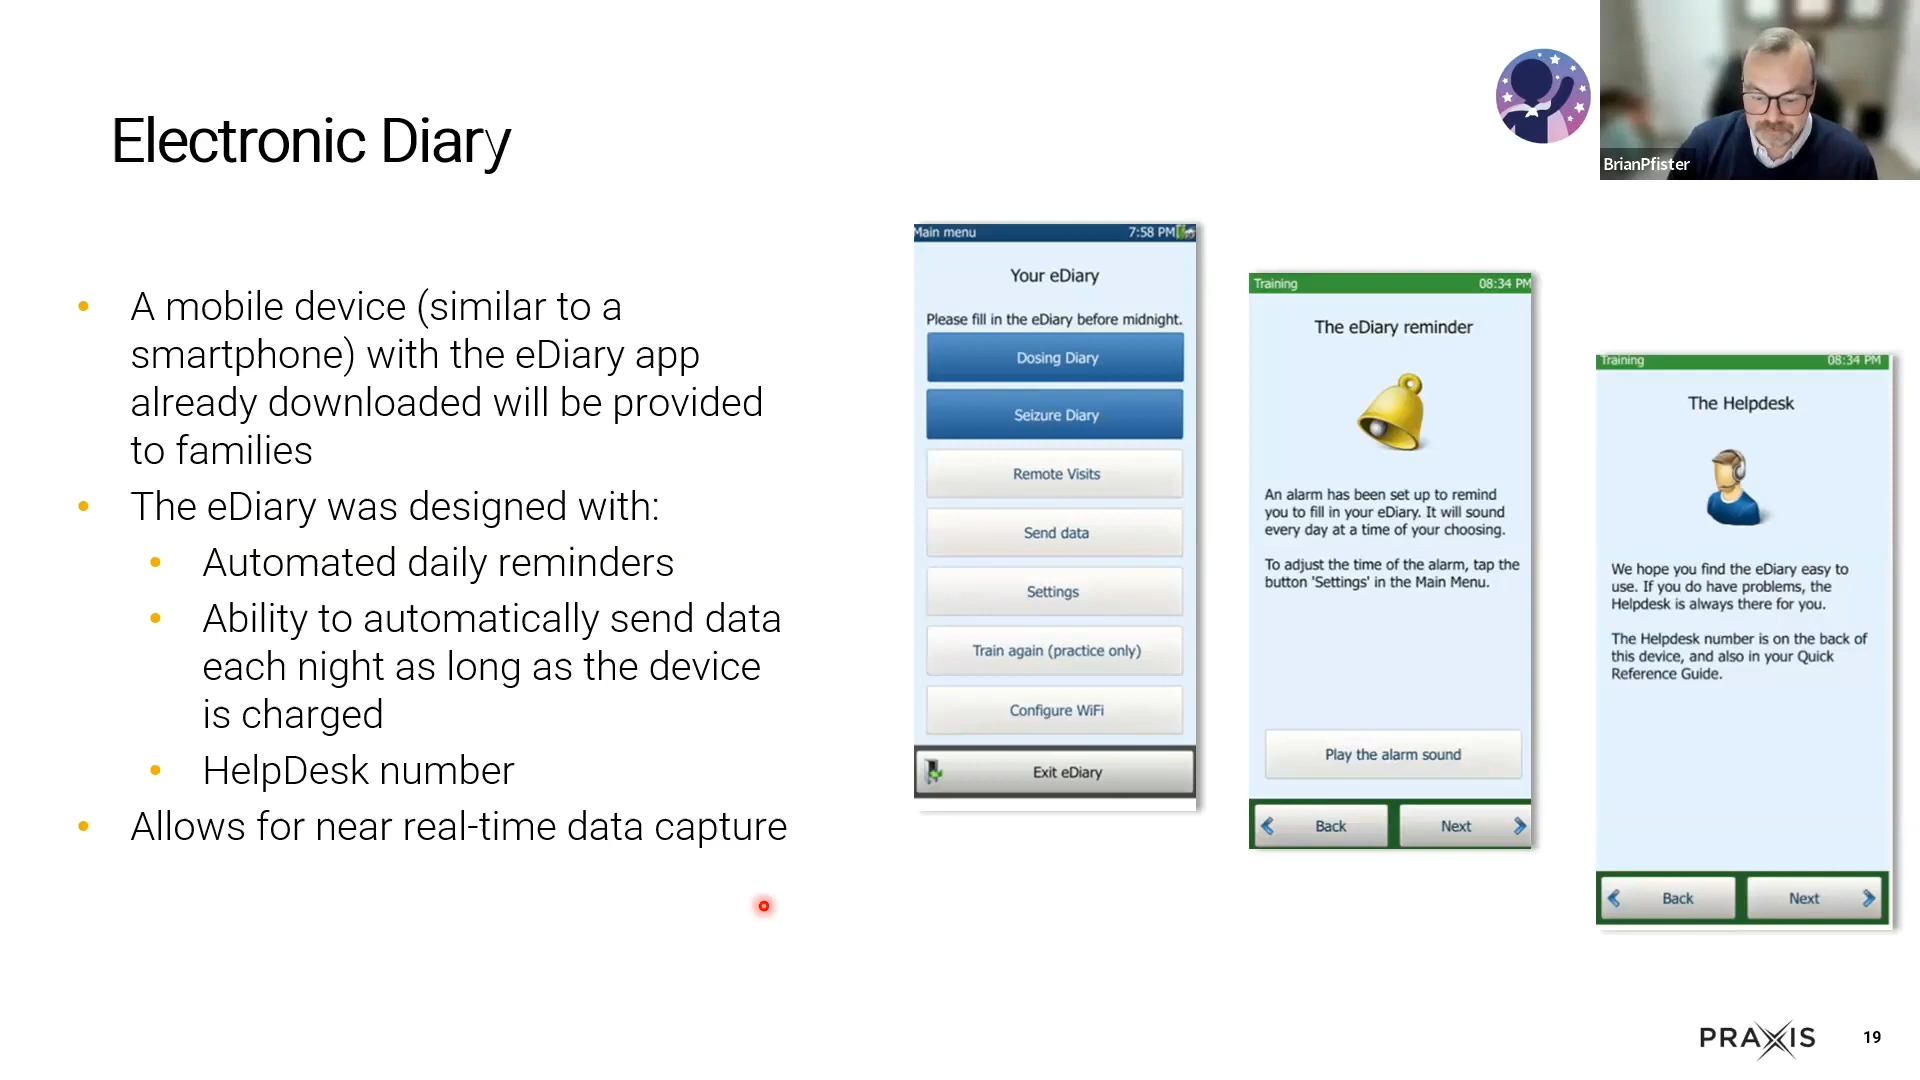 BrianPfister
Electronic Diary
• A mobile device (similar to a
smartphone) with the eDiary app
already downloaded will be provided
to families
• The eDiary was designed with:
• Automated daily reminders
• Ability to automatically send data
each night as long as the device
is charged
• HelpDesk number
• Allows for near real-time data capture
Main menu 7:58 PM
Your eDiary
Please fill in the eDiary before midnight.
Dosing Diary
Seizure Diary
Remote Visits
Send data
Settings
Train again (practice only)
Configure WiFi
Exit eDiary
Training 08:34 PM
The eDiary reminder
An alarm has been set up to remind
you to fill in your eDiary. It will sound
every day at a time of your choosing.
To adjust the time of the alarm, tap the
button 'Settings' in the Main Menu.
Play the alarm sound
Back Next
Training 08:34 PM
The Helpdesk
We hope you find the eDiary easy to
use. If you do have problems, the
Helpdesk is always there for you.
The Helpdesk number is on the back of
this device, and also in your Quick
Reference Guide.
Back Next
PRAXIS 19